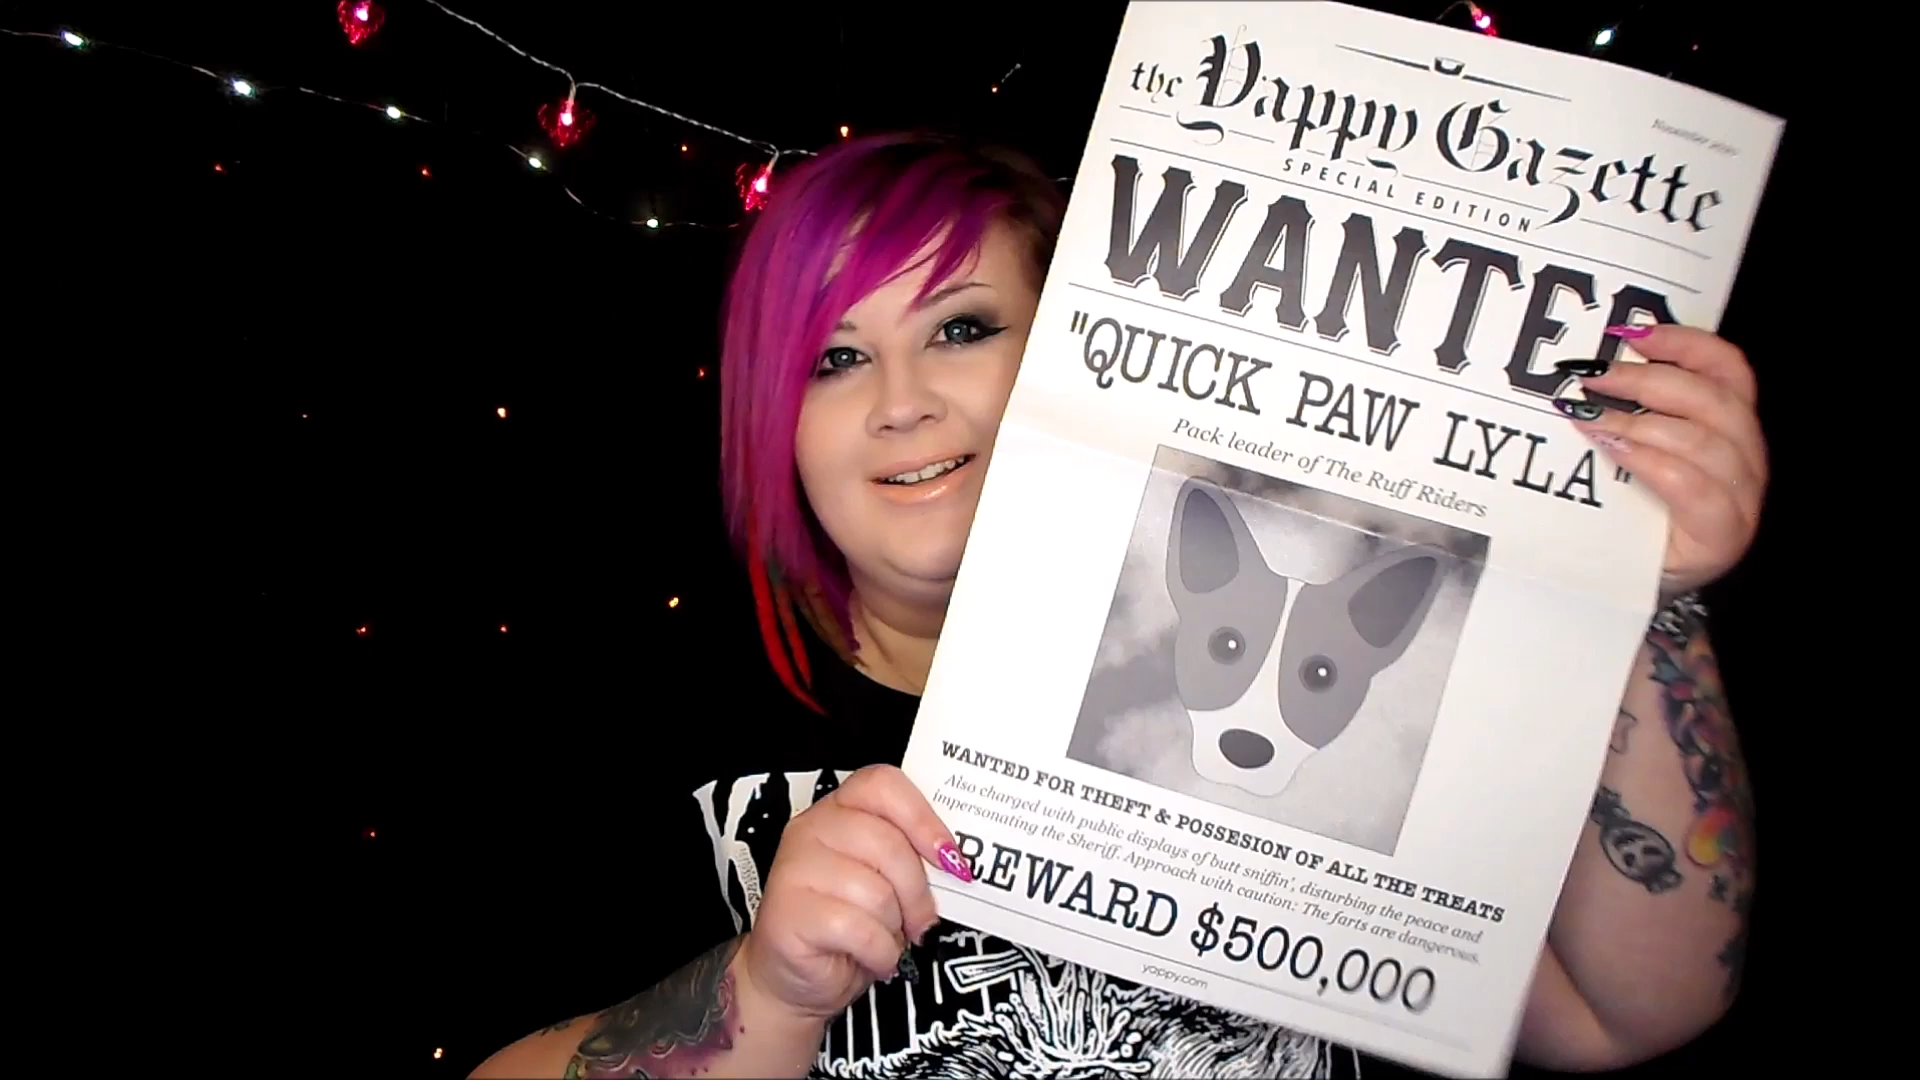 the Yappy Gazette
SPECIAL EDITION
WANTED
"QUICK PAW LYLA"
Pack leader of The Ruff Riders
WANTED FOR THEFT & POSSESION OF ALL THE TREATS
Also charged with public displays of butt sniffin', disturbing the peace and
impersonating the Sheriff. Approach with caution: The farts are dangerous.
REWARD $500,000
yappy.com